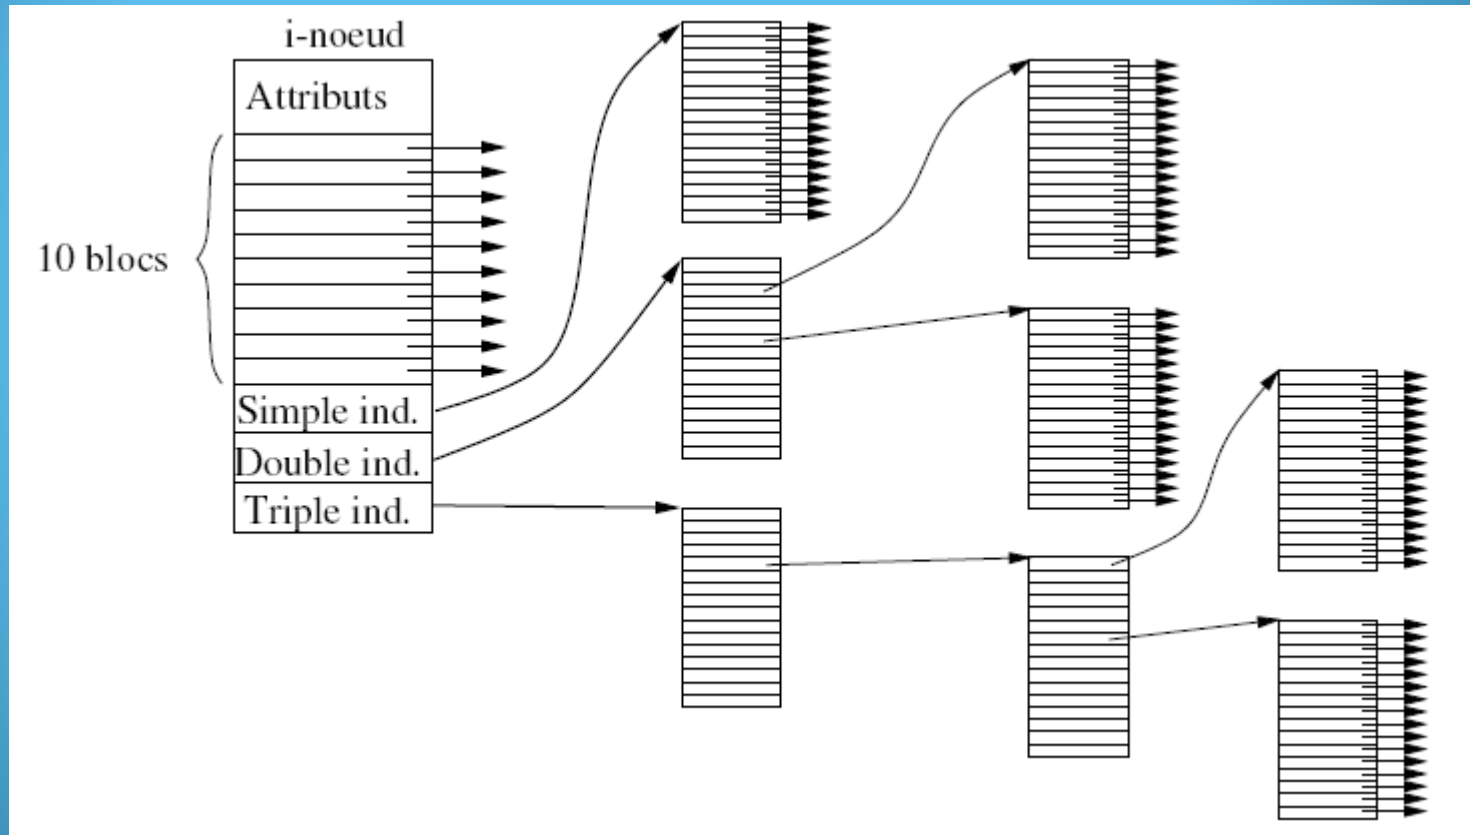 i-noeud
Attributs
10 blocs
Simple ind.
Double ind.
Triple ind.